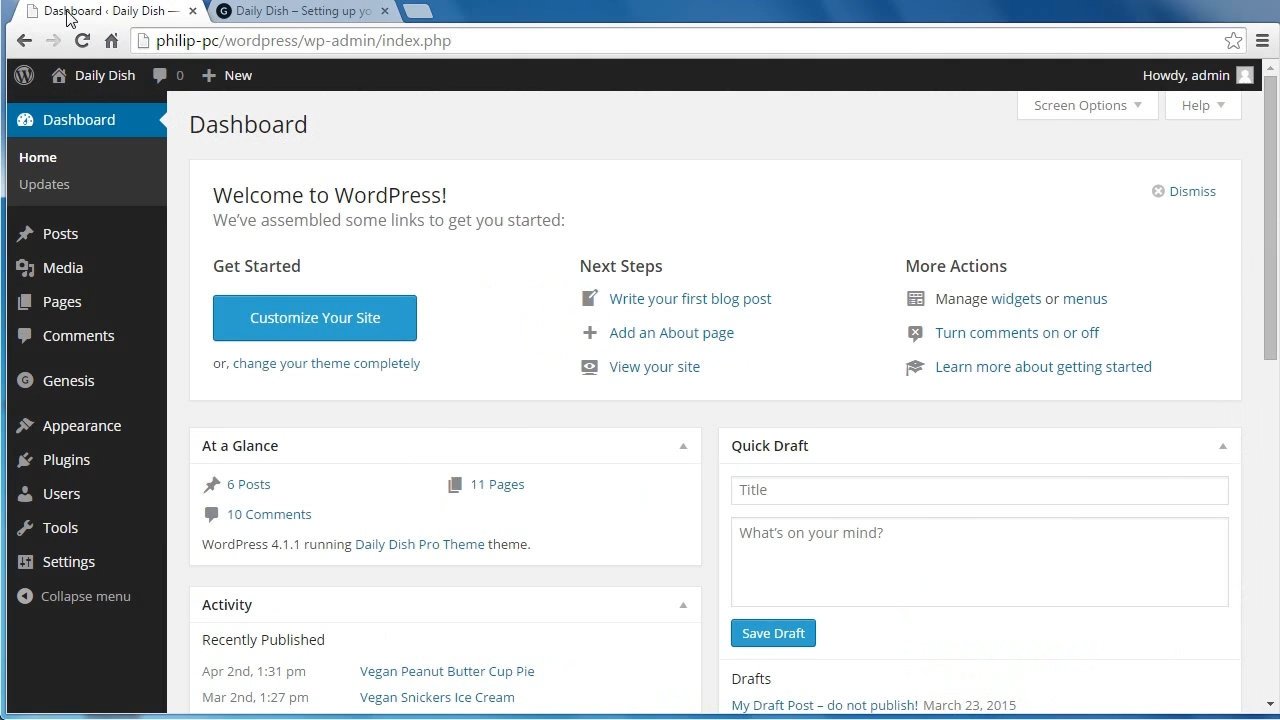 Dashboard ‹ Daily Dish —
Daily Dish – Setting up yo
philip-pc/wordpress/wp-admin/index.php
Daily Dish
0
New
Howdy, admin
Dashboard
Home
Updates
Posts
Media
Pages
Comments
Genesis
Appearance
Plugins
Users
Tools
Settings
Collapse menu
Screen Options
Help
Dashboard
Welcome to WordPress!
Dismiss
We've assembled some links to get you started:
Get Started
Customize Your Site
or, change your theme completely
Next Steps
Write your first blog post
Add an About page
View your site
More Actions
Manage widgets or menus
Turn comments on or off
Learn more about getting started
At a Glance
6 Posts
11 Pages
10 Comments
WordPress 4.1.1 running Daily Dish Pro Theme theme.
Activity
Recently Published
Apr 2nd, 1:31 pm Vegan Peanut Butter Cup Pie
Mar 2nd, 1:27 pm Vegan Snickers Ice Cream
Quick Draft
Title
What's on your mind?
Save Draft
Drafts
My Draft Post – do not publish! March 23, 2015